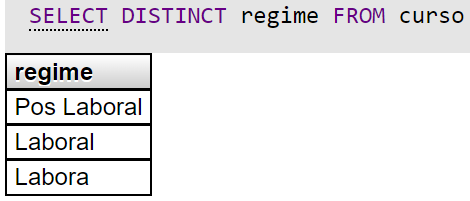 SELECT DISTINCT regime FROM curso
regime
Pos Laboral
Laboral
Labora